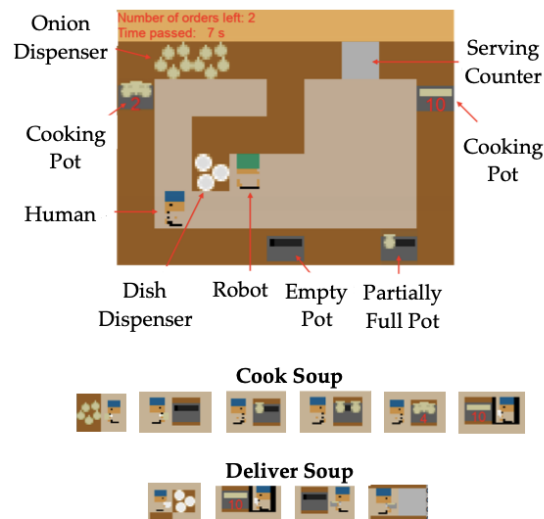 Number of orders left: 2
Time passed: 7 s
Onion
Dispenser
Serving
Counter
2
10
Cooking
Pot
Cooking
Pot
Human
Dish
Dispenser
Robot
Empty
Pot
Partially
Full Pot
Cook Soup
Deliver Soup
10